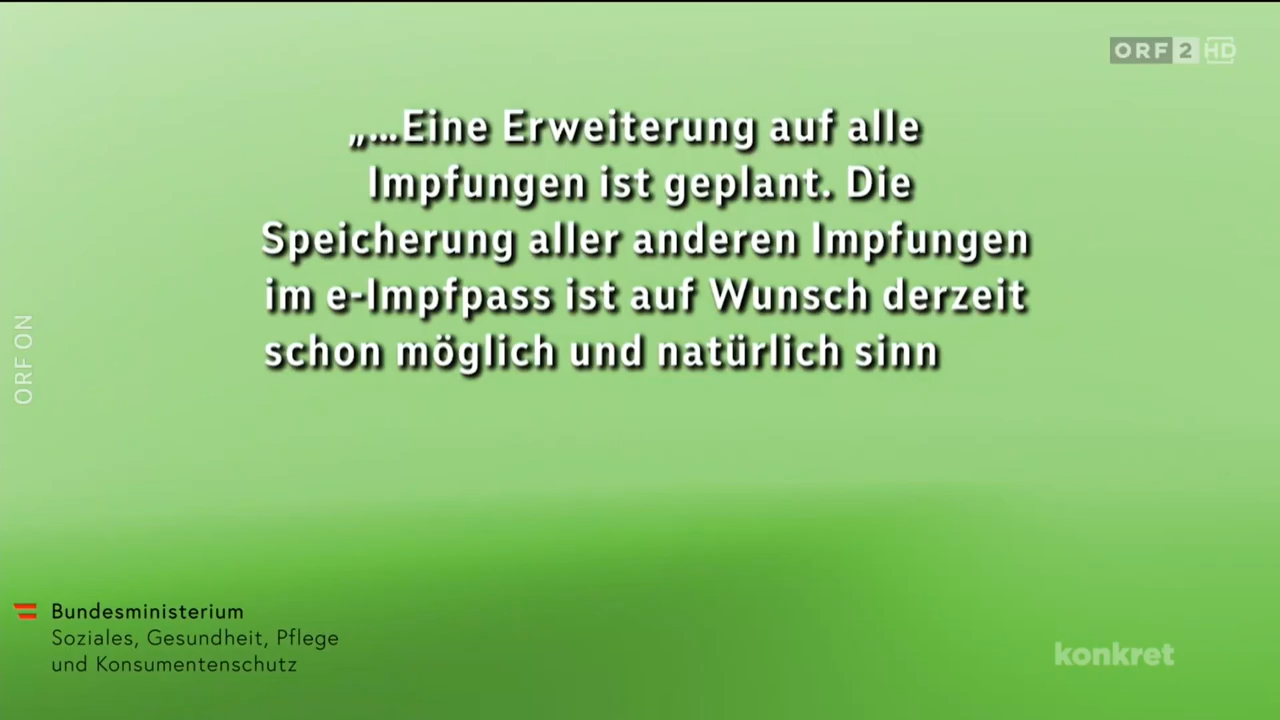 ORF 2 HD
„...Eine Erweiterung auf alle
Impfungen ist geplant. Die
Speicherung aller anderen Impfungen
im e-Impfpass ist auf Wunsch derzeit
schon möglich und natürlich sinn
ORF ON
Bundesministerium
Soziales, Gesundheit, Pflege
und Konsumentenschutz
konkret